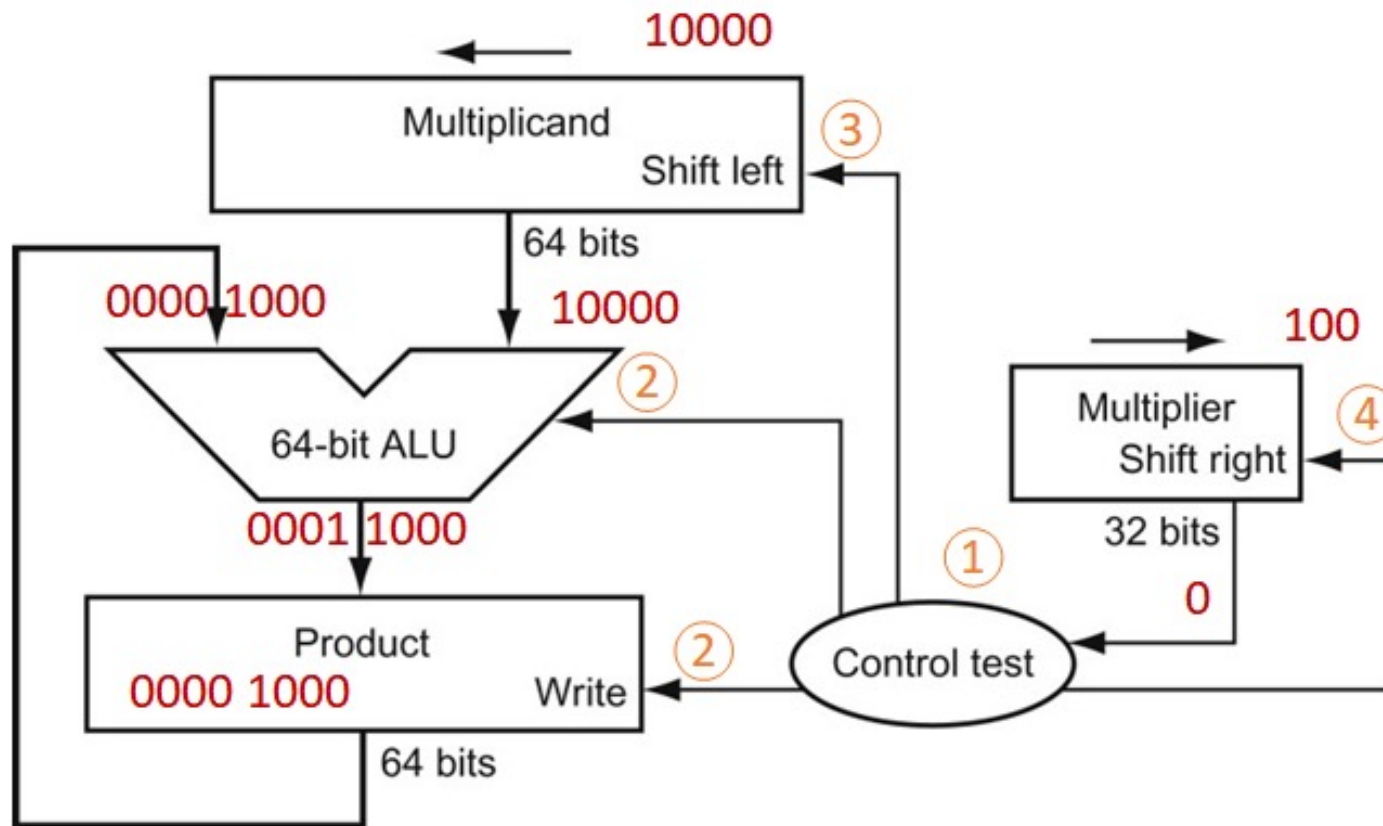 10000
Multiplicand
③
Shift left
64 bits
0000 1000
10000
100
②
Multiplier
④
64-bit ALU
Shift right
0001 1000
32 bits
①
0
Product
②
Control test
0000 1000
Write
64 bits